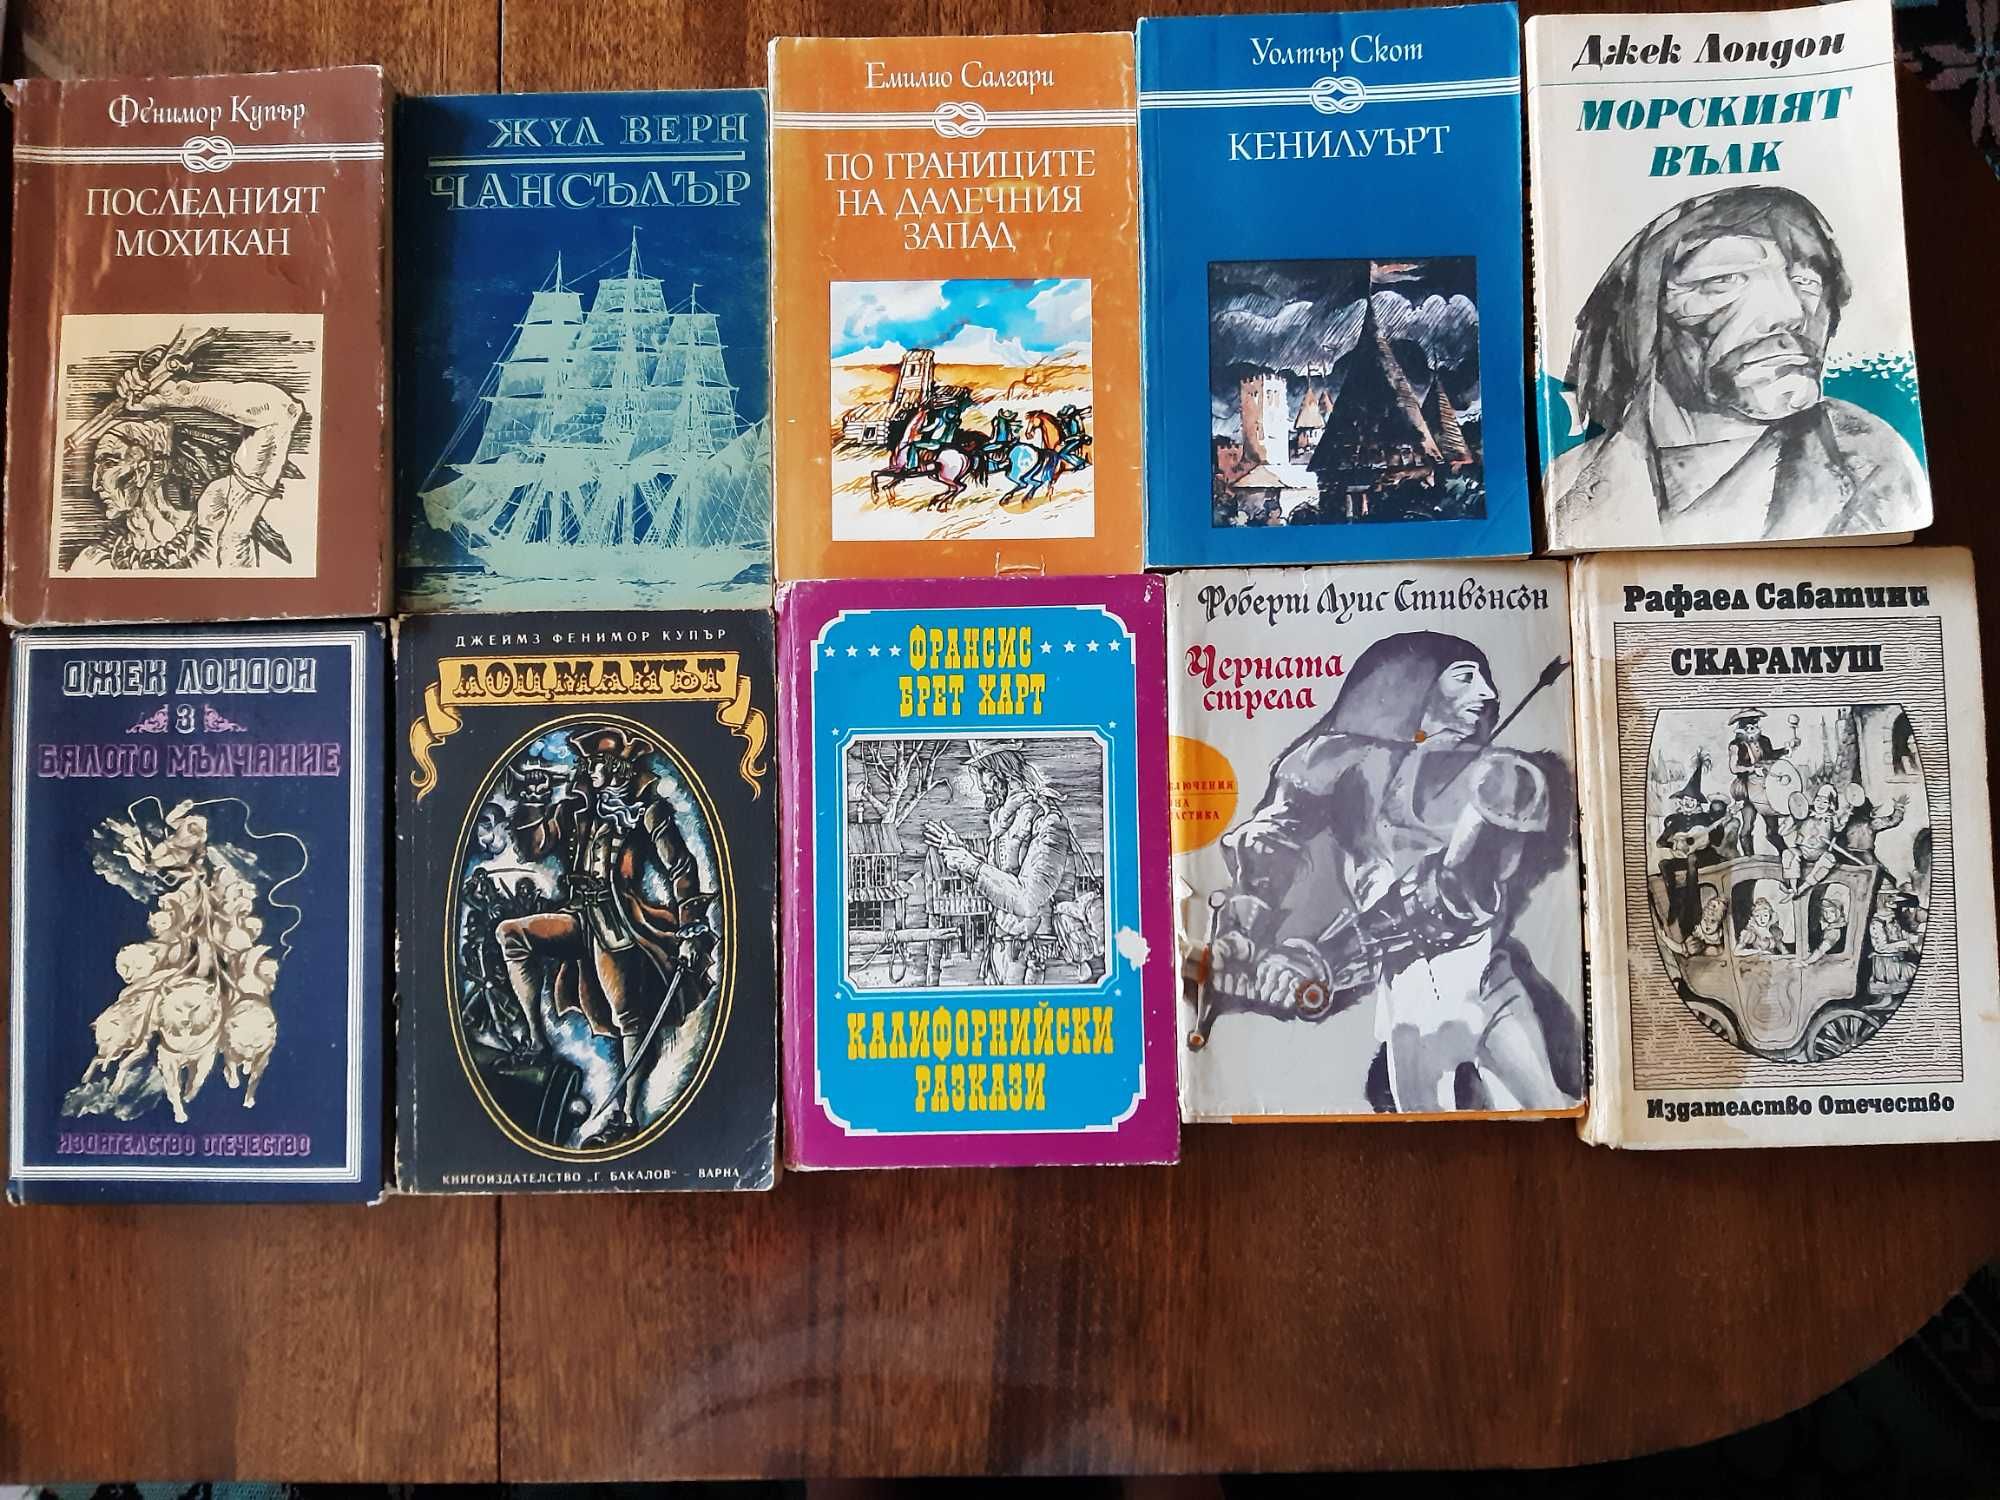 Фенимор Купър
ПОСЛЕДНИЯТ
МОХИКАН
ЖУЛ ВЕРН
ЧАНСЪЛЪР
Емилио Салгари
ПО ГРАНИЦИТЕ
НА ДАЛЕЧНИЯ
ЗАПАД
Уолтър Скот
КЕНИЛУЪРТ
Джек Лондон
МОРСКИЯТ
ВЪЛК
ДЖЕК ЛОНДОН
3
БЯЛОТО МЪЛЧАНИЕ
ИЗДАТЕЛСТВО ОТЕЧЕСТВО
ДЖЕЙМЗ ФЕНИМОР КУПЪР
ЛОЦМАНЪТ
КНИГОИЗДАТЕЛСТВО „Г. БАКАЛОВ“ – ВАРНА
ФРАНСИС
БРЕТ ХАРТ
КАЛИФОРНИЙСКИ
РАЗКАЗИ
Роберт Луис Стивънсън
Черната
стрела
Рафаел Сабатини
СКАРАМУШ
Издателство Отечество